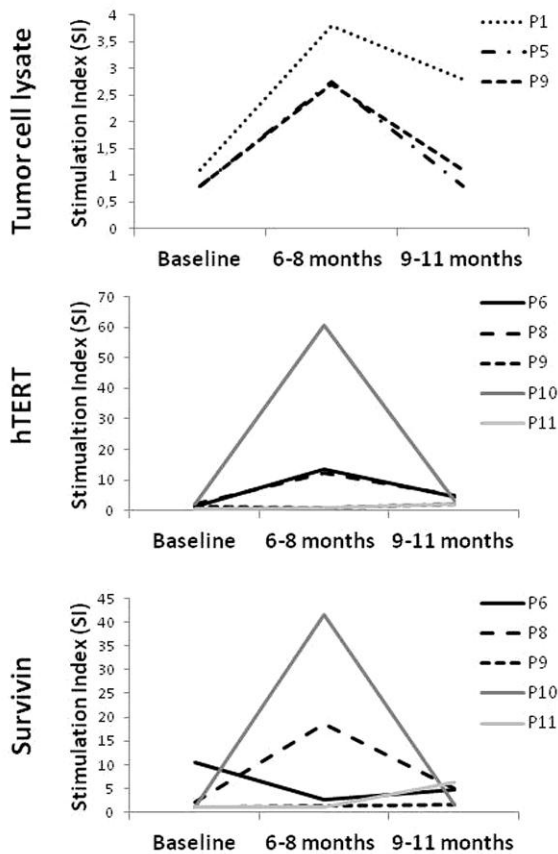 Tumor cell lysate
Stimulation Index (SI)
4
3,5
3
2,5
2
1,5
1
0,5
0
Baseline 6-8 months 9-11 months
P1
P5
P9
hTERT
Stimualtion Index (SI)
70
60
50
40
30
20
10
0
Baseline 6-8 months 9-11 months
P6
P8
P9
P10
P11
Survivin
Stimulation Index (SI)
45
40
35
30
25
20
15
10
5
0
Baseline 6-8 months 9-11 months
P6
P8
P9
P10
P11